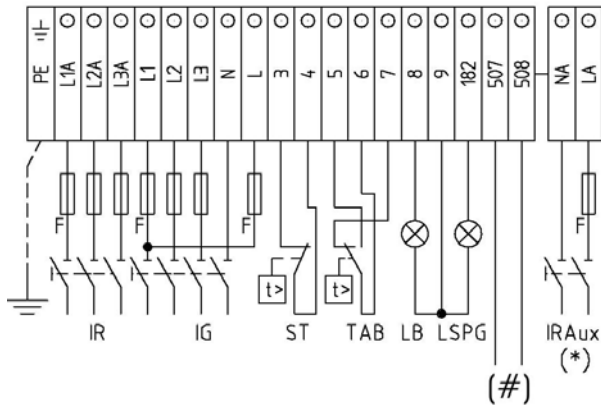 PE L1A L2A L3A L1 L2 L3 N L 3 4 5 6 7 8 9 182 507 508 NA LA
F F F F
t> t>
IR IG ST TAB LB LSPG IRAux
(#) (*)